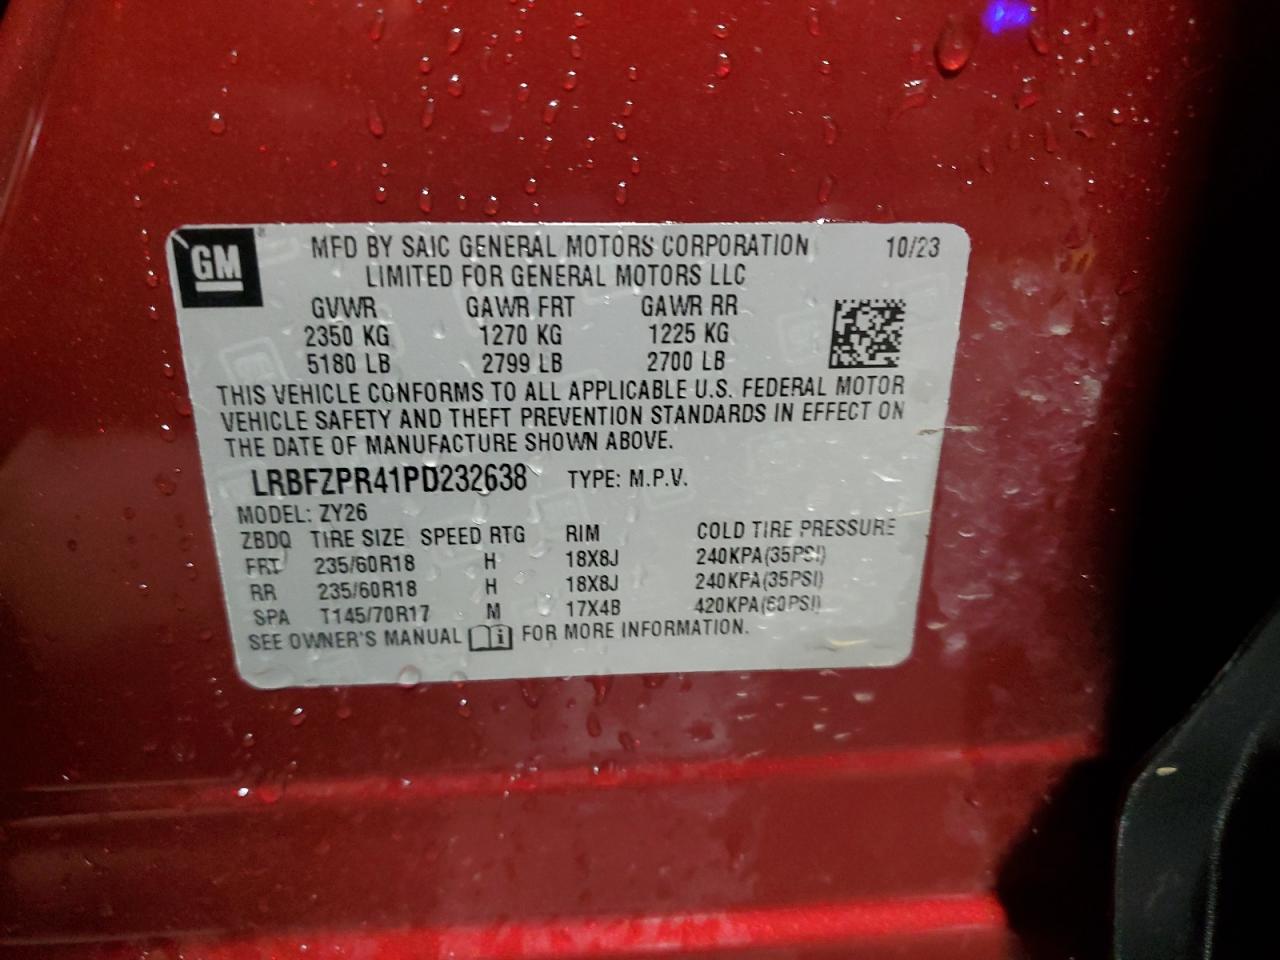 GM
MFD BY SAIC GENERAL MOTORS CORPORATION 10/23
LIMITED FOR GENERAL MOTORS LLC
GVWR GAWR FRT GAWR RR
2350 KG 1270 KG 1225 KG
5180 LB 2799 LB 2700 LB
THIS VEHICLE CONFORMS TO ALL APPLICABLE U.S. FEDERAL MOTOR
VEHICLE SAFETY AND THEFT PREVENTION STANDARDS IN EFFECT ON
THE DATE OF MANUFACTURE SHOWN ABOVE.
LRBFZPR41PD232638 TYPE: M.P.V.
MODEL: ZY26
ZBDQ TIRE SIZE SPEED RTG RIM COLD TIRE PRESSURE
FRT 235/60R18 H 18X8J 240KPA(35PSI)
RR 235/60R18 H 18X8J 240KPA(35PSI)
SPA T145/70R17 M 17X4B 420KPA(60PSI)
SEE OWNER'S MANUAL i FOR MORE INFORMATION.